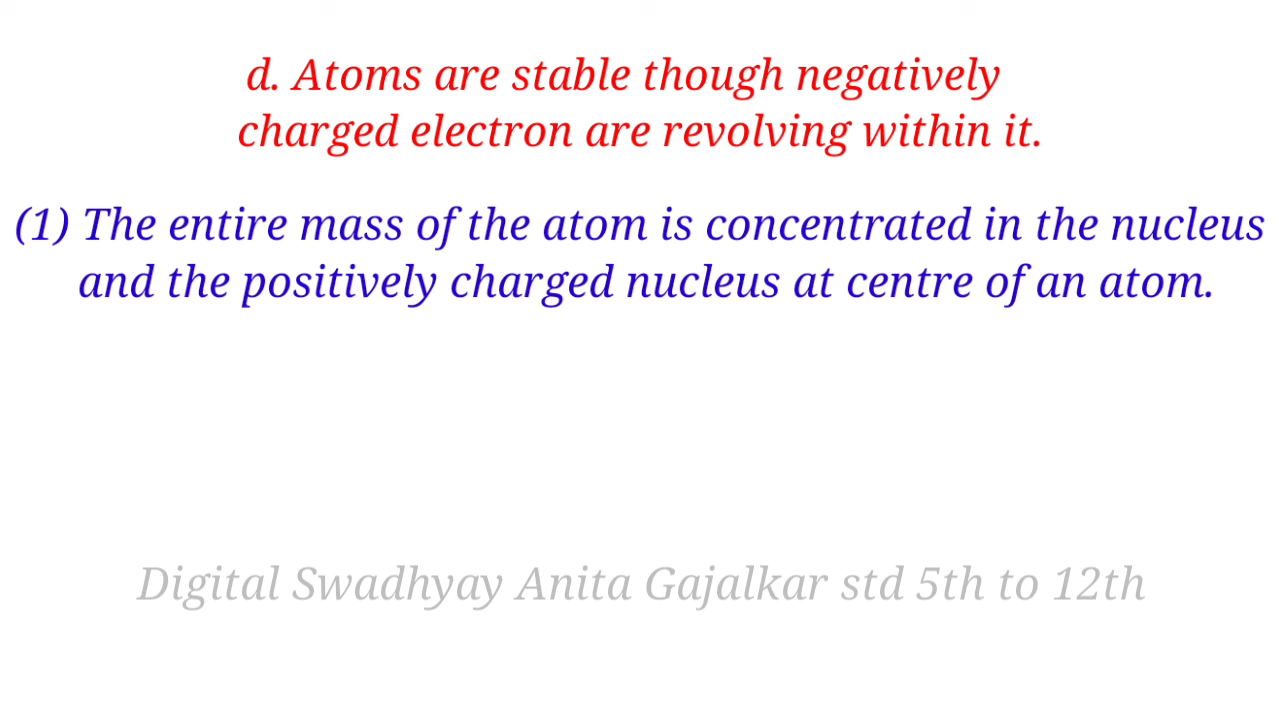 d. Atoms are stable though negatively
charged electron are revolving within it.
(1) The entire mass of the atom is concentrated in the nucleus
and the positively charged nucleus at centre of an atom.
Digital Swadhyay Anita Gajalkar std 5th to 12th